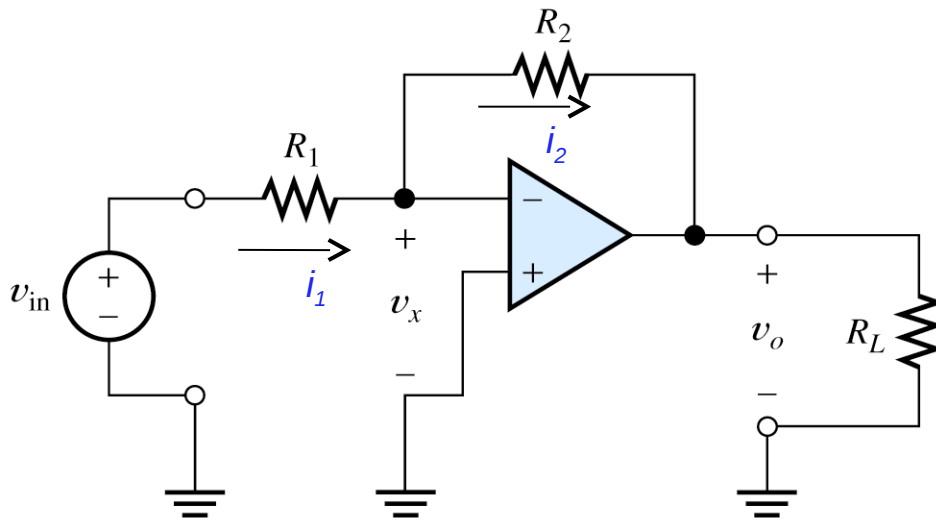 R₂
i₂
R₁
i₁
−
+
+
−
v_in
+
v_x
−
+
v_o
−
R_L